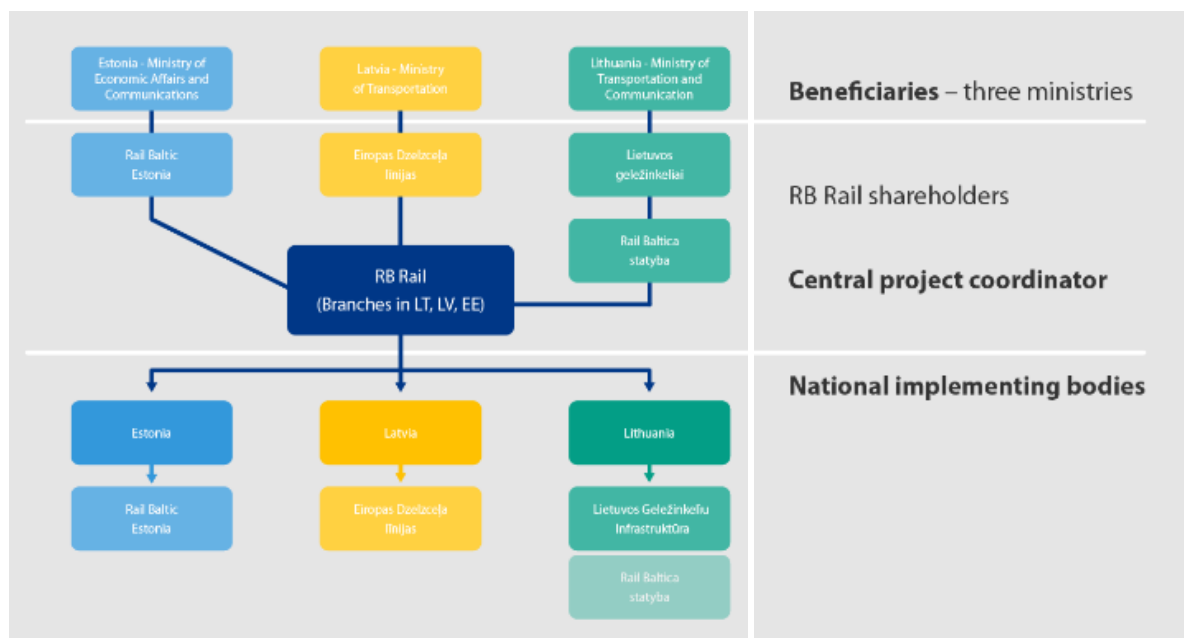 Estonia - Ministry of
Economic Affairs and
Communications
Latvia - Ministry
of Transportation
Lithuania - Ministry of
Transportation and
Communication
Beneficiaries – three ministries
Rail Baltic
Estonia
Eiropas Dzelzceļa
līnijas
Lietuvos
geležinkeliai
RB Rail shareholders
Rail Baltica
statyba
RB Rail
(Branches in LT, LV, EE)
Central project coordinator
National implementing bodies
Estonia
Latvia
Lithuania
Rail Baltic
Estonia
Eiropas Dzelzceļa
līnijas
Lietuvos Geležinkeliu
Infrastruktūra
Rail Baltica
statyba